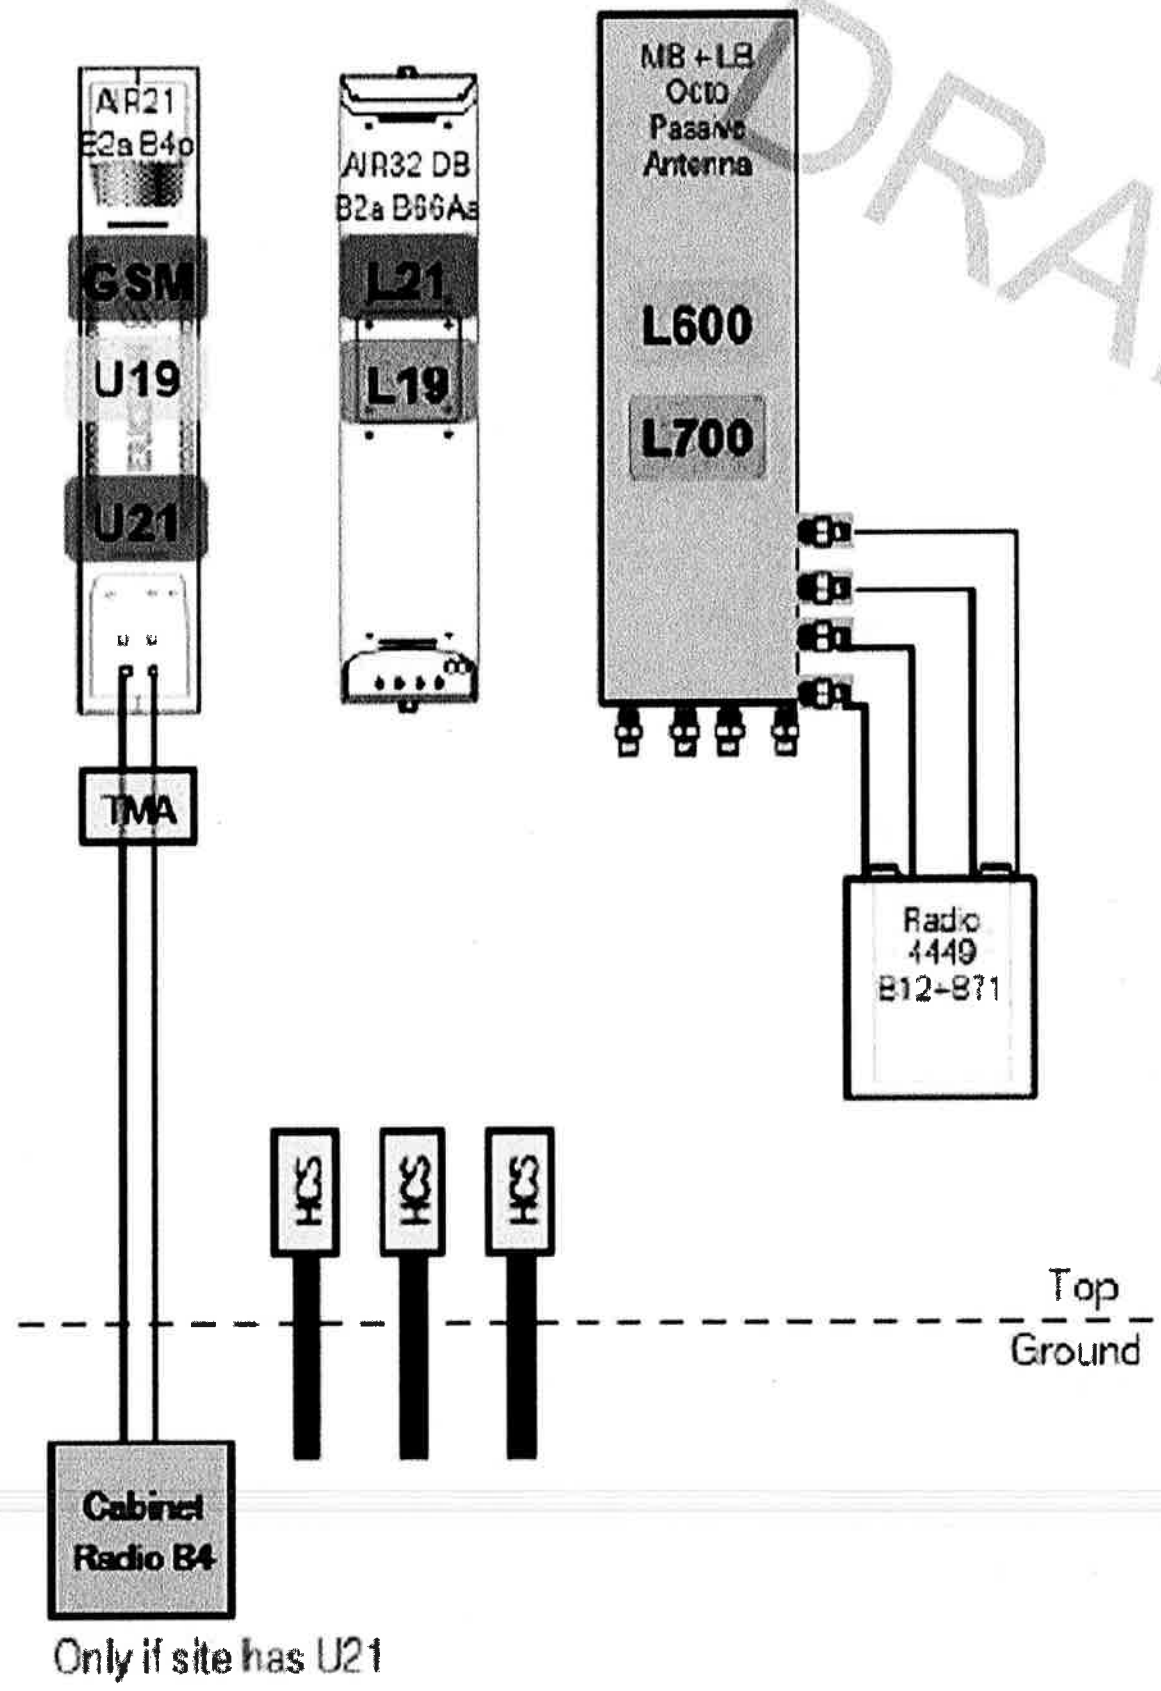 AIR21
B2a B4p
GSM
U19
U21
TMA
AIR32 DB
B2a B66Aa
L21
L19
MB + LB
Octo
Passive
Antenna
L600
L700
Radio
4449
B12+B71
HCS
HCS
HCS
Top
Ground
Cabinet
Radio B4
Only if site has U21